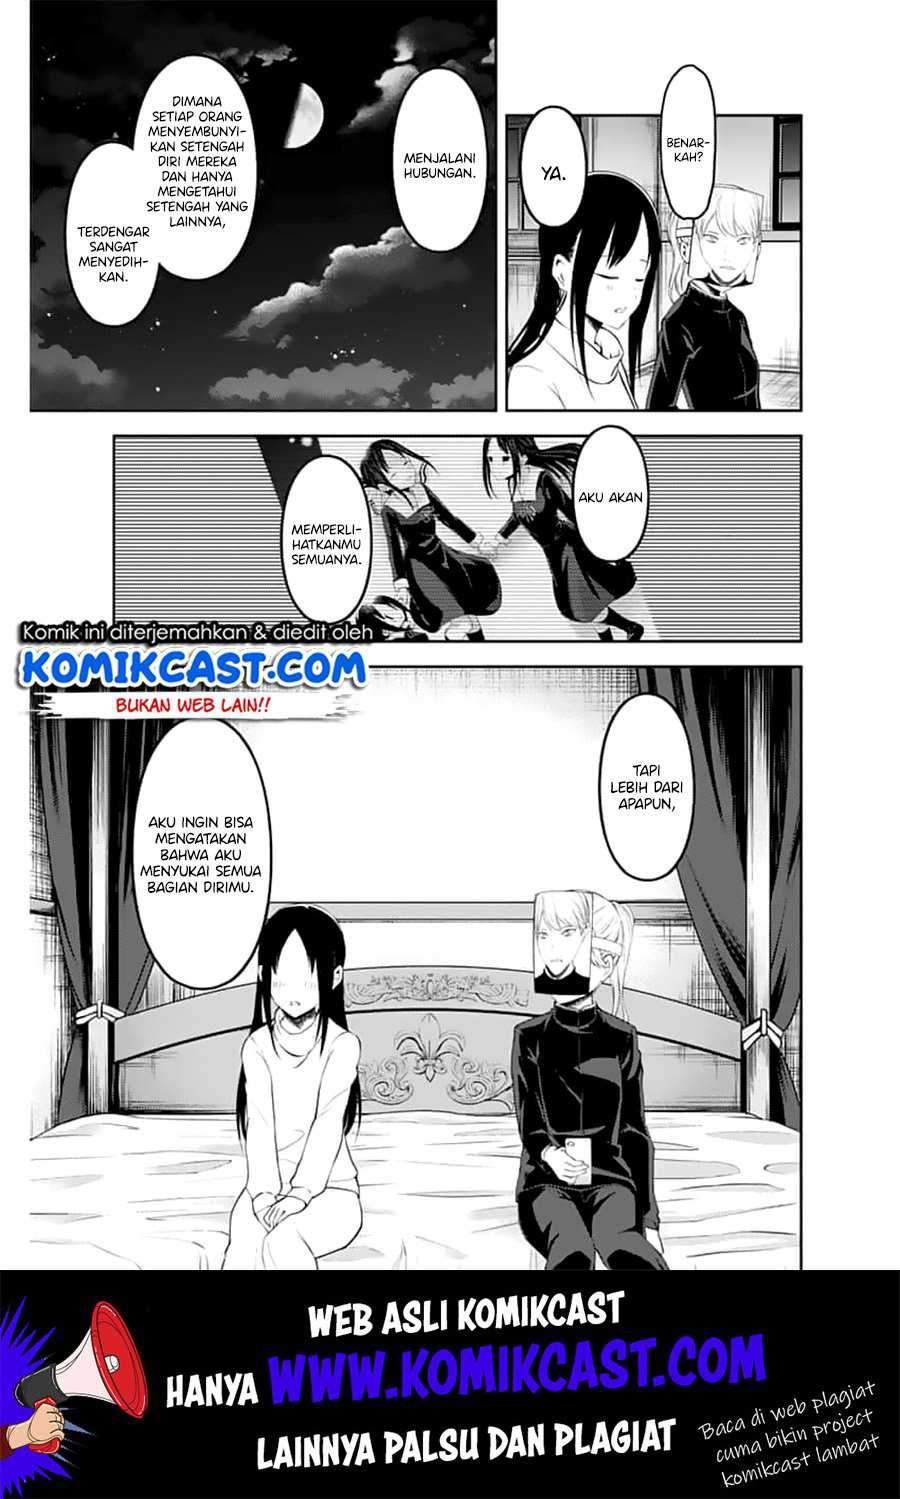 BENAR-
KAH?
YA.
MENJALANI
HUBUNGAN.
DIMANA
SETIAP ORANG
MENYEMBUNYI-
KAN SETENGAH
DIRI MEREKA
DAN HANYA
MENGETAHUI
SETENGAH YANG
LAINNYA,
TERDENGAR
SANGAT
MENYEDIH-
KAN.
AKU AKAN
MEMPERLI-
HATKANMU
SEMUANYA.
Komik ini diterjemahkan & diedit oleh
KOMIKCAST.COM
BUKAN WEB LAIN!!
TAPI
LEBIH DARI
APAPUN,
AKU INGIN BISA
MENGATAKAN
BAHWA AKU
MENYUKAI SEMUA
BAGIAN DIRIMU.
WEB ASLI KOMIKCAST
HANYA WWW.KOMIKCAST.COM
LAINNYA PALSU DAN PLAGIAT
Baca di web plagiat
cuma bikin project
komikcast lambat